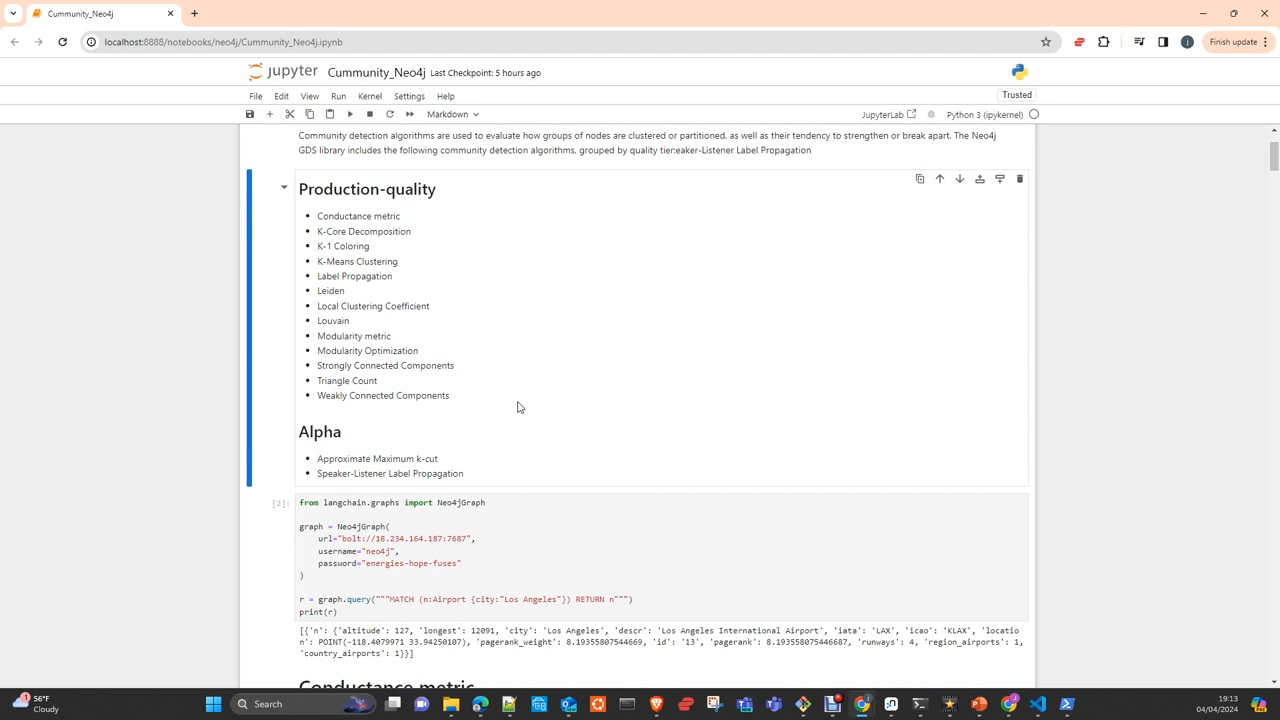 Cummunity_Neo4j
localhost:8888/notebooks/neo4j/Cummunity_Neo4j.ipynb
Finish update
jupyter Cummunity_Neo4j Last Checkpoint: 5 hours ago
File Edit View Run Kernel Settings Help
Trusted
Markdown
JupyterLab
Python 3 (ipykernel)
Community detection algorithms are used to evaluate how groups of nodes are clustered or partitioned, as well as their tendency to strengthen or break apart. The Neo4j
GDS library includes the following community detection algorithms, grouped by quality tier:eaker-Listener Label Propagation
Production-quality
• Conductance metric
• K-Core Decomposition
• K-1 Coloring
• K-Means Clustering
• Label Propagation
• Leiden
• Local Clustering Coefficient
• Louvain
• Modularity metric
• Modularity Optimization
• Strongly Connected Components
• Triangle Count
• Weakly Connected Components
Alpha
• Approximate Maximum k-cut
• Speaker-Listener Label Propagation
[2]:
from langchain.graphs import Neo4jGraph
graph = Neo4jGraph(
url="bolt://18.234.164.187:7687",
username="neo4j",
password="energies-hope-fuses"
)
r = graph.query("""MATCH (n:Airport {city:"Los Angeles"}) RETURN n""")
print(r)
[{'n': {'altitude': 127, 'longest': 12091, 'city': 'Los Angeles', 'descr': 'Los Angeles International Airport', 'iata': 'LAX', 'icao': 'KLAX', 'locatio
n': POINT(-118.4079971 33.94250107), 'pagerank_weight': 8.19355807544669, 'id': '13', 'pagerank': 8.193558075446687, 'runways': 4, 'region_airports': 1,
'country_airports': 1}}]
Conductance metric
1
56°F
Cloudy
Search
19:13
04/04/2024